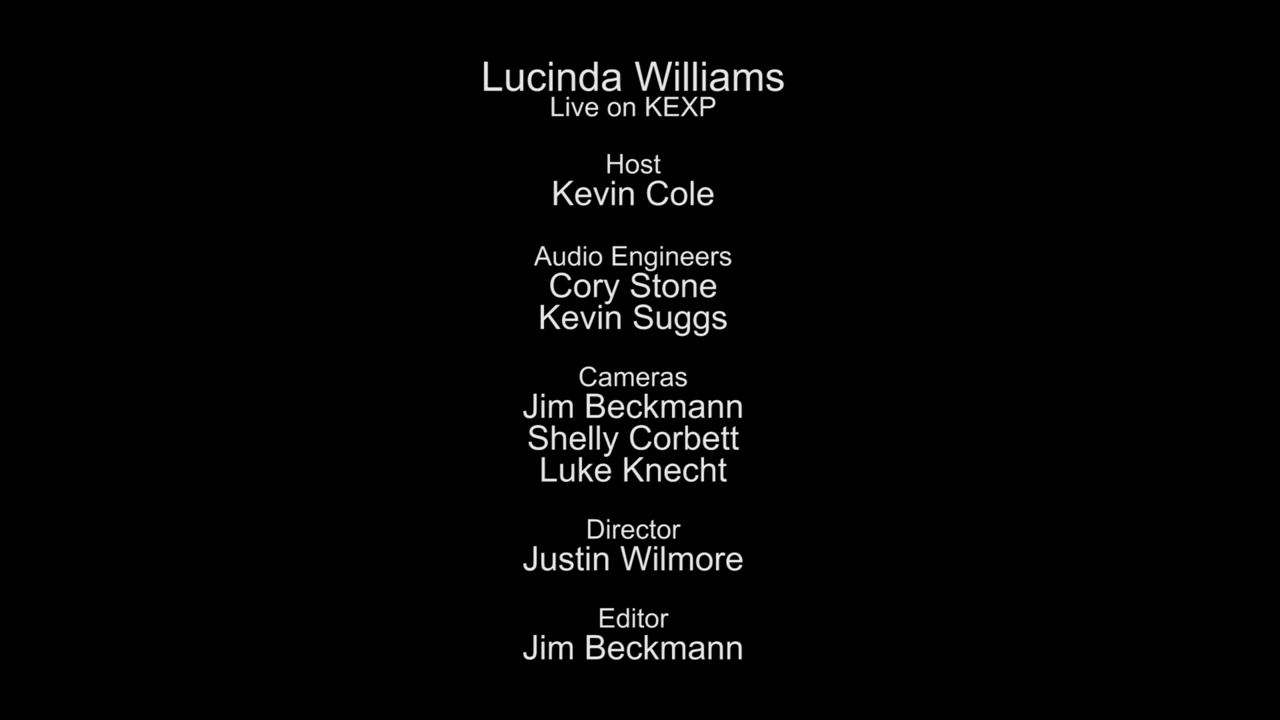 Lucinda Williams
Live on KEXP
Host
Kevin Cole
Audio Engineers
Cory Stone
Kevin Suggs
Cameras
Jim Beckmann
Shelly Corbett
Luke Knecht
Director
Justin Wilmore
Editor
Jim Beckmann